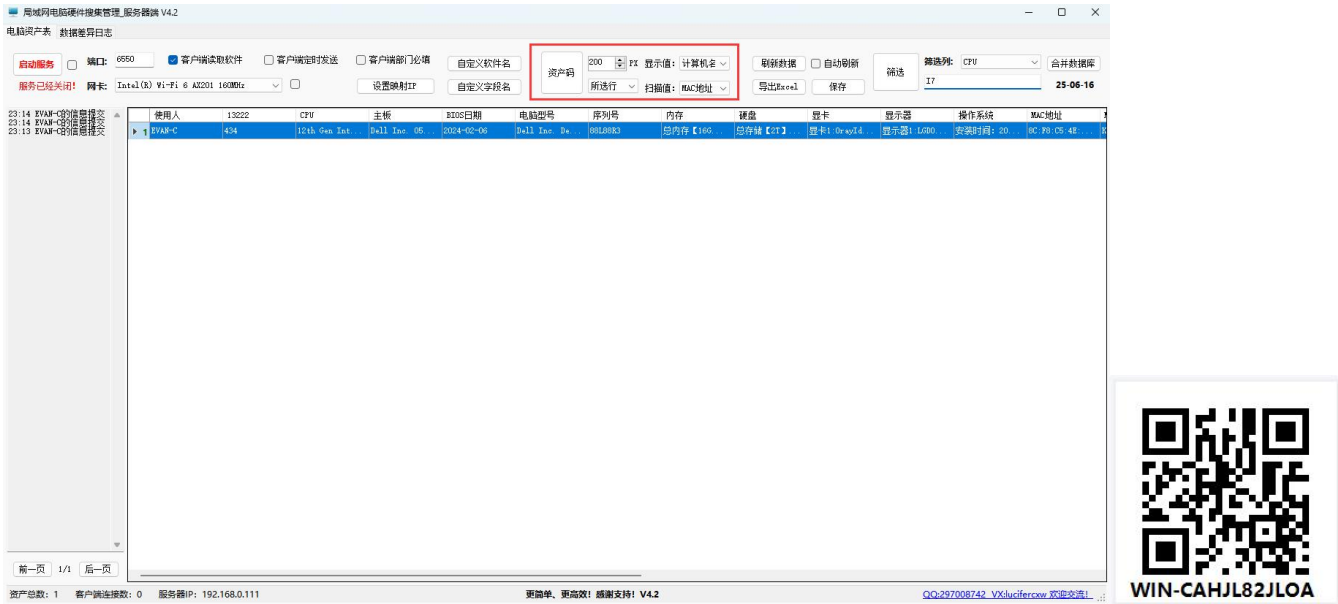 局域网电脑硬件搜集管理_服务器端 V4.2
电脑资产表 数据差异日志
启动服务 端口: 6550 客户端读取软件 客户端定时发送 客户端部门必填 自定义软件名 资产码 200 PX 显示值: 计算机名 刷新数据 自动刷新 筛选 筛选列: CPU 合并数据库
服务已经关闭! 网卡: Intel(R) Wi-Fi 6 AX201 160MHz 设置映射IP 自定义字段名 所选行 扫描值: MAC地址 导出Excel 保存 I7 25-06-16
23:14 EVAN-C的信息提交
23:14 EVAN-C的信息提交
23:13 EVAN-C的信息提交
使用人 13222 CPU 主板 BIOS日期 电脑型号 序列号 内存 硬盘 显卡 显示器 操作系统 MAC地址
1 EVAN-C 434 12th Gen Int... Dell Inc. 05... 2024-02-06 Dell Inc. De... 88L88R3 总内存【16G... 总存储【2T】... 显卡1:OrayId... 显示器1:LGD0... 安装时间: 20... 8C:F8:C5:4E:...
前一页 1/1 后一页
资产总数: 1 客户端连接数: 0 服务器IP: 192.168.0.111 更简单、更高效! 感谢支持! V4.2 QQ:297008742 VX:lucifercxw 欢迎交流!
WIN-CAHJL82JLOA